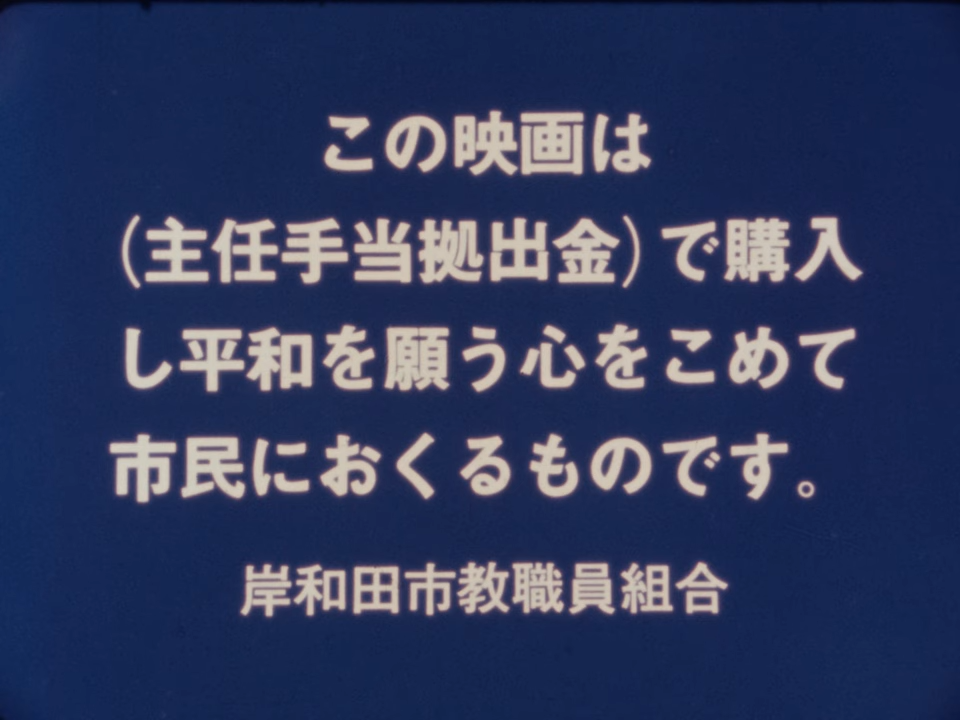 この映画は
(主任手当拠出金)で購入
し平和を願う心をこめて
市民におくるものです。
岸和田市教職員組合